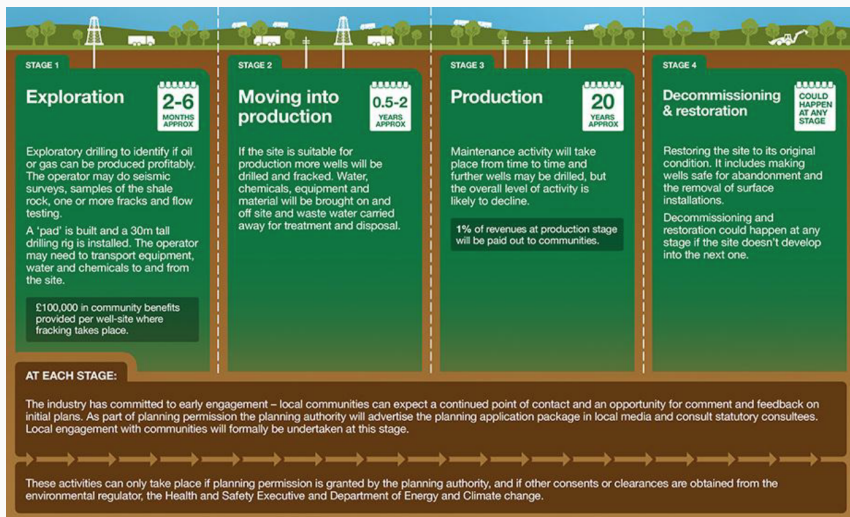 STAGE 1
Exploration
2-6
MONTHS
APPROX
Exploratory drilling to identify if oil
or gas can be produced profitably.
The operator may do seismic
surveys, samples of the shale
rock, one or more fracks and flow
testing.
A ‘pad’ is built and a 30m tall
drilling rig is installed. The operator
may need to transport equipment,
water and chemicals to and from
the site.
£100,000 in community benefits
provided per well-site where
fracking takes place.
STAGE 2
Moving into
production
0.5-2
YEARS
APPROX
If the site is suitable for
production more wells will be
drilled and fracked. Water,
chemicals, equipment and
material will be brought on and
off site and waste water carried
away for treatment and disposal.
STAGE 3
Production
20
YEARS
APPROX
Maintenance activity will take
place from time to time and
further wells may be drilled, but
the overall level of activity is
likely to decline.
1% of revenues at production stage
will be paid out to communities.
STAGE 4
Decommissioning
& restoration
COULD
HAPPEN
AT ANY
STAGE
Restoring the site to its original
condition. It includes making
wells safe for abandonment and
the removal of surface
installations.
Decommissioning and
restoration could happen at any
stage if the site doesn’t develop
into the next one.
AT EACH STAGE:
The industry has committed to early engagement – local communities can expect a continued point of contact and an opportunity for comment and feedback on
initial plans. As part of planning permission the planning authority will advertise the planning application package in local media and consult statutory consultees.
Local engagement with communities will formally be undertaken at this stage.
These activities can only take place if planning permission is granted by the planning authority, and if other consents or clearances are obtained from the
environmental regulator, the Health and Safety Executive and Department of Energy and Climate change.